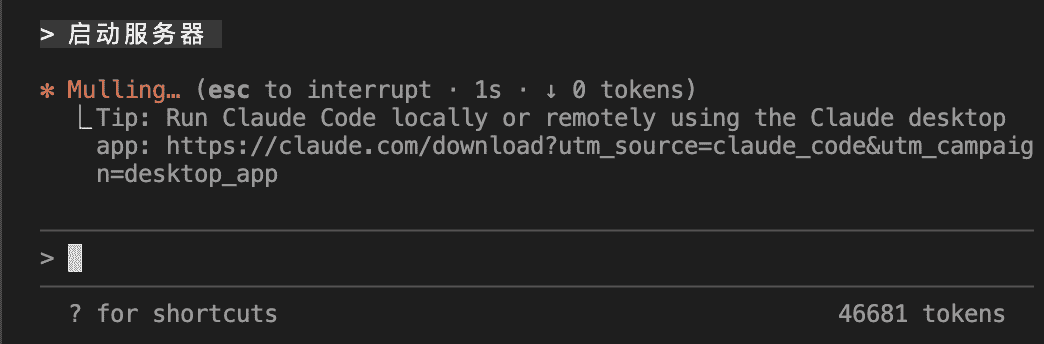 > 启动服务器
✻ Mulling… (esc to interrupt · 1s · ↓ 0 tokens)
⎿ Tip: Run Claude Code locally or remotely using the Claude desktop
app: https://claude.com/download?utm_source=claude_code&utm_campaig
n=desktop_app
>
? for shortcuts 46681 tokens